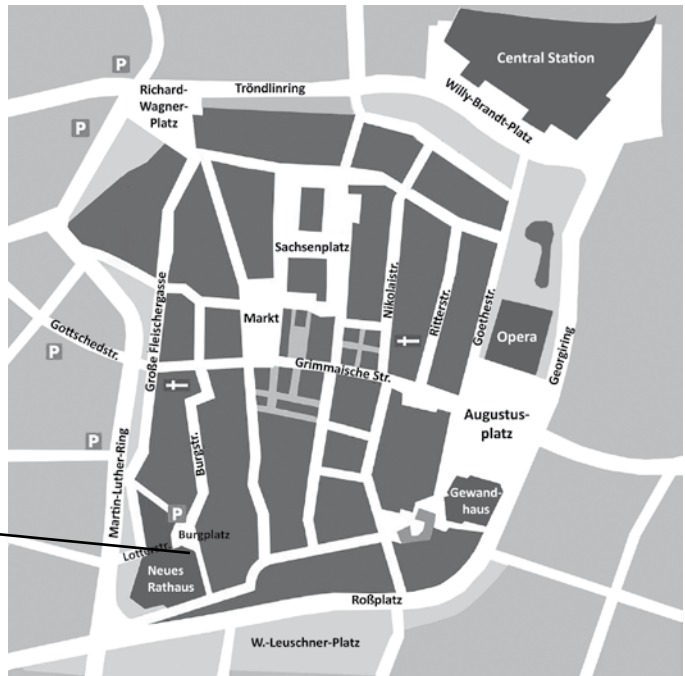 Central Station
P
Richard-
Wagner-
Platz
Tröndlinring
Willy-Brandt-Platz
P
Sachsenplatz
Große Fleischergasse
Markt
Nikolaistr.
Ritterstr.
Goethestr.
Opera
Georgiring
Gottschedstr.
P
Grimmaische Str.
Augustus-
platz
P
Martin-Luther-Ring
Burgstr.
Gewand-
haus
P
Burgplatz
Lotterstr.
Neues
Rathaus
Roßplatz
W.-Leuschner-Platz